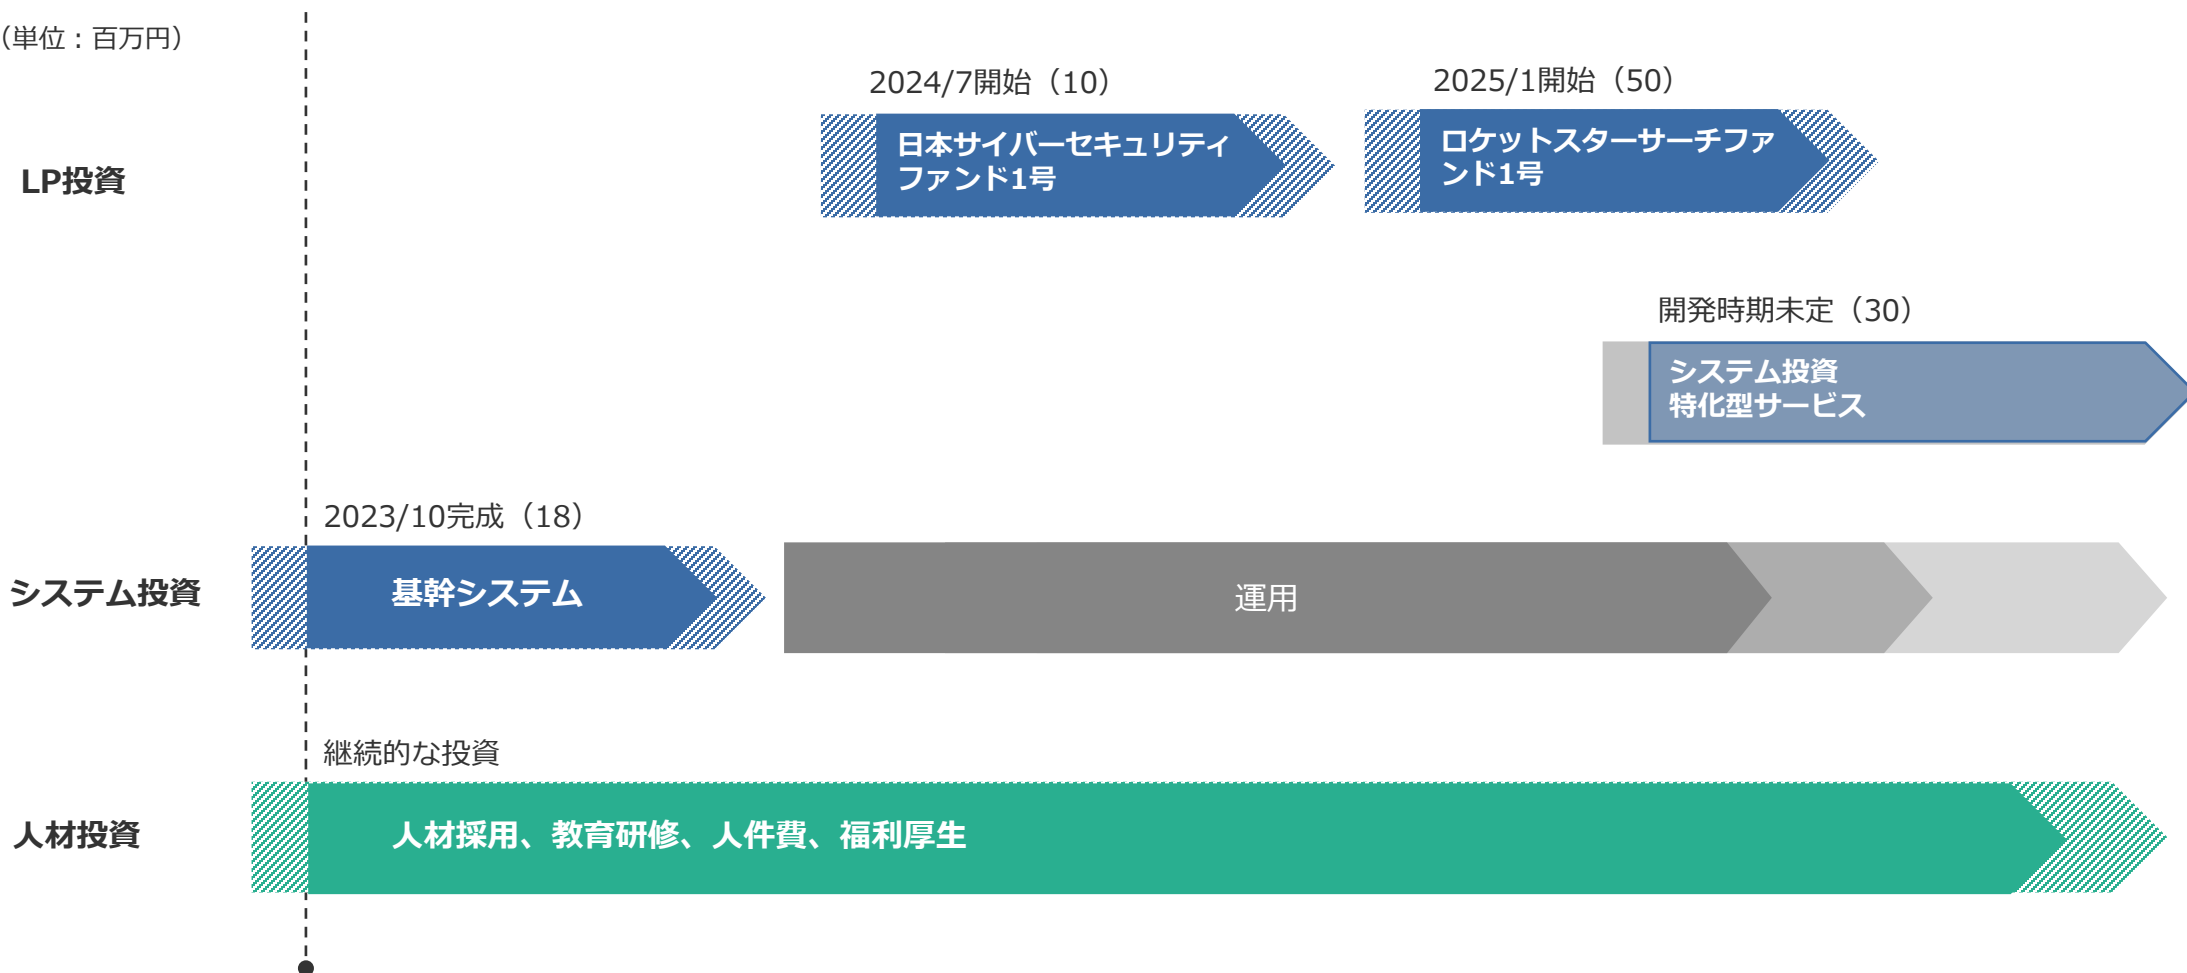 （単位：百万円）
2024/7開始（10）
2025/1開始（50）
LP投資
日本サイバーセキュリティ
ファンド1号
ロケットスターサーチファ
ンド1号
開発時期未定（30）
システム投資
特化型サービス
2023/10完成（18）
システム投資
基幹システム
運用
継続的な投資
人材投資
人材採用、教育研修、人件費、福利厚生